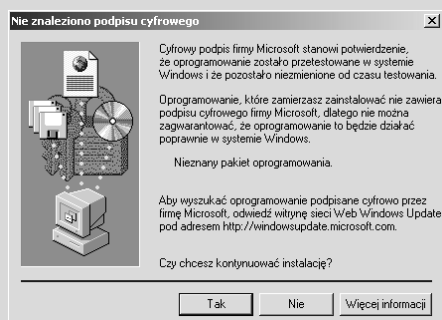 Nie znaleziono podpisu cyfrowego
Cyfrowy podpis firmy Microsoft stanowi potwierdzenie,
że oprogramowanie zostało przetestowane w systemie
Windows i że pozostało niezmienione od czasu testowania.
Oprogramowanie, które zamierzasz zainstalować nie zawiera
podpisu cyfrowego firmy Microsoft, dlatego nie można
zagwarantować, że oprogramowanie to będzie działać
poprawnie w systemie Windows.
Nieznany pakiet oprogramowania.
Aby wyszukać oprogramowanie podpisane cyfrowo przez
firmę Microsoft, odwiedź witrynę sieci Web Windows Update
pod adresem http://windowsupdate.microsoft.com.
Czy chcesz kontynuować instalację?
Tak Nie Więcej informacji